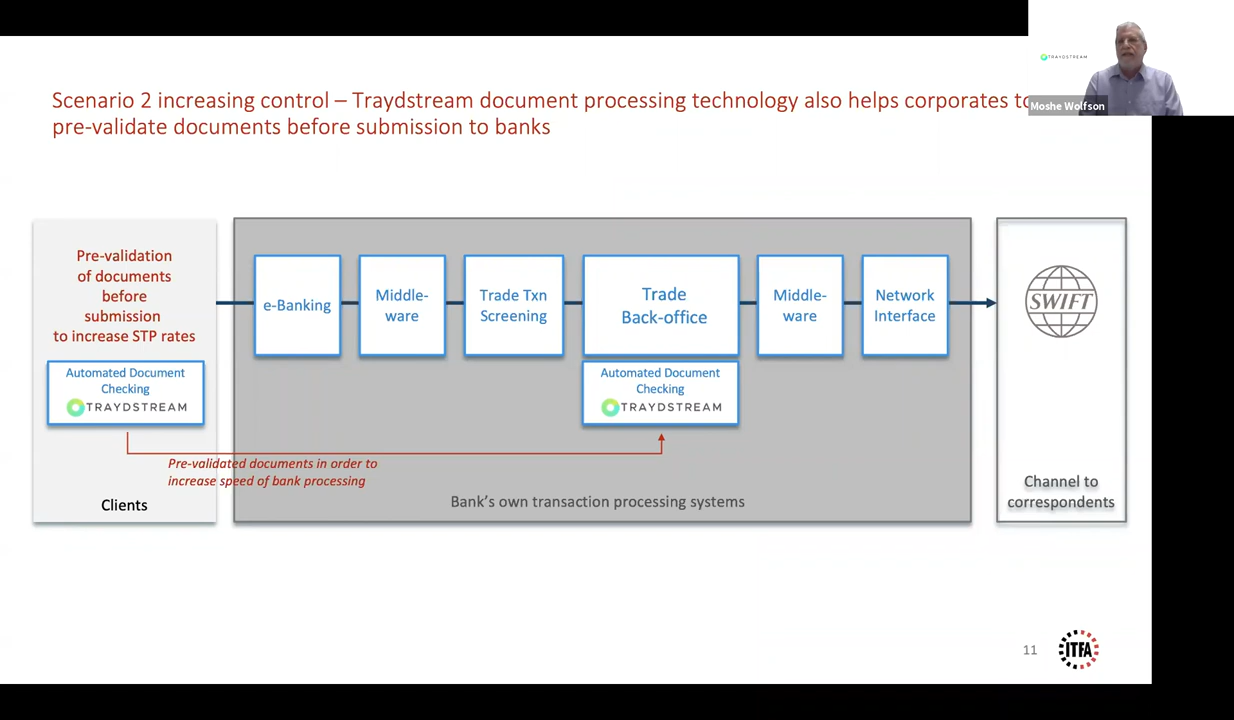 TRAYDSTREAM
Moshe Wolfson
Scenario 2 increasing control – Traydstream document processing technology also helps corporates to
pre-validate documents before submission to banks
Pre-validation
of documents
before
submission
to increase STP rates
Automated Document
Checking
TRAYDSTREAM
Clients
e-Banking
Middle-
ware
Trade Txn
Screening
Trade
Back-office
Automated Document
Checking
TRAYDSTREAM
Middle-
ware
Network
Interface
Pre-validated documents in order to
increase speed of bank processing
Bank's own transaction processing systems
SWIFT
Channel to
correspondents
11
ITFA